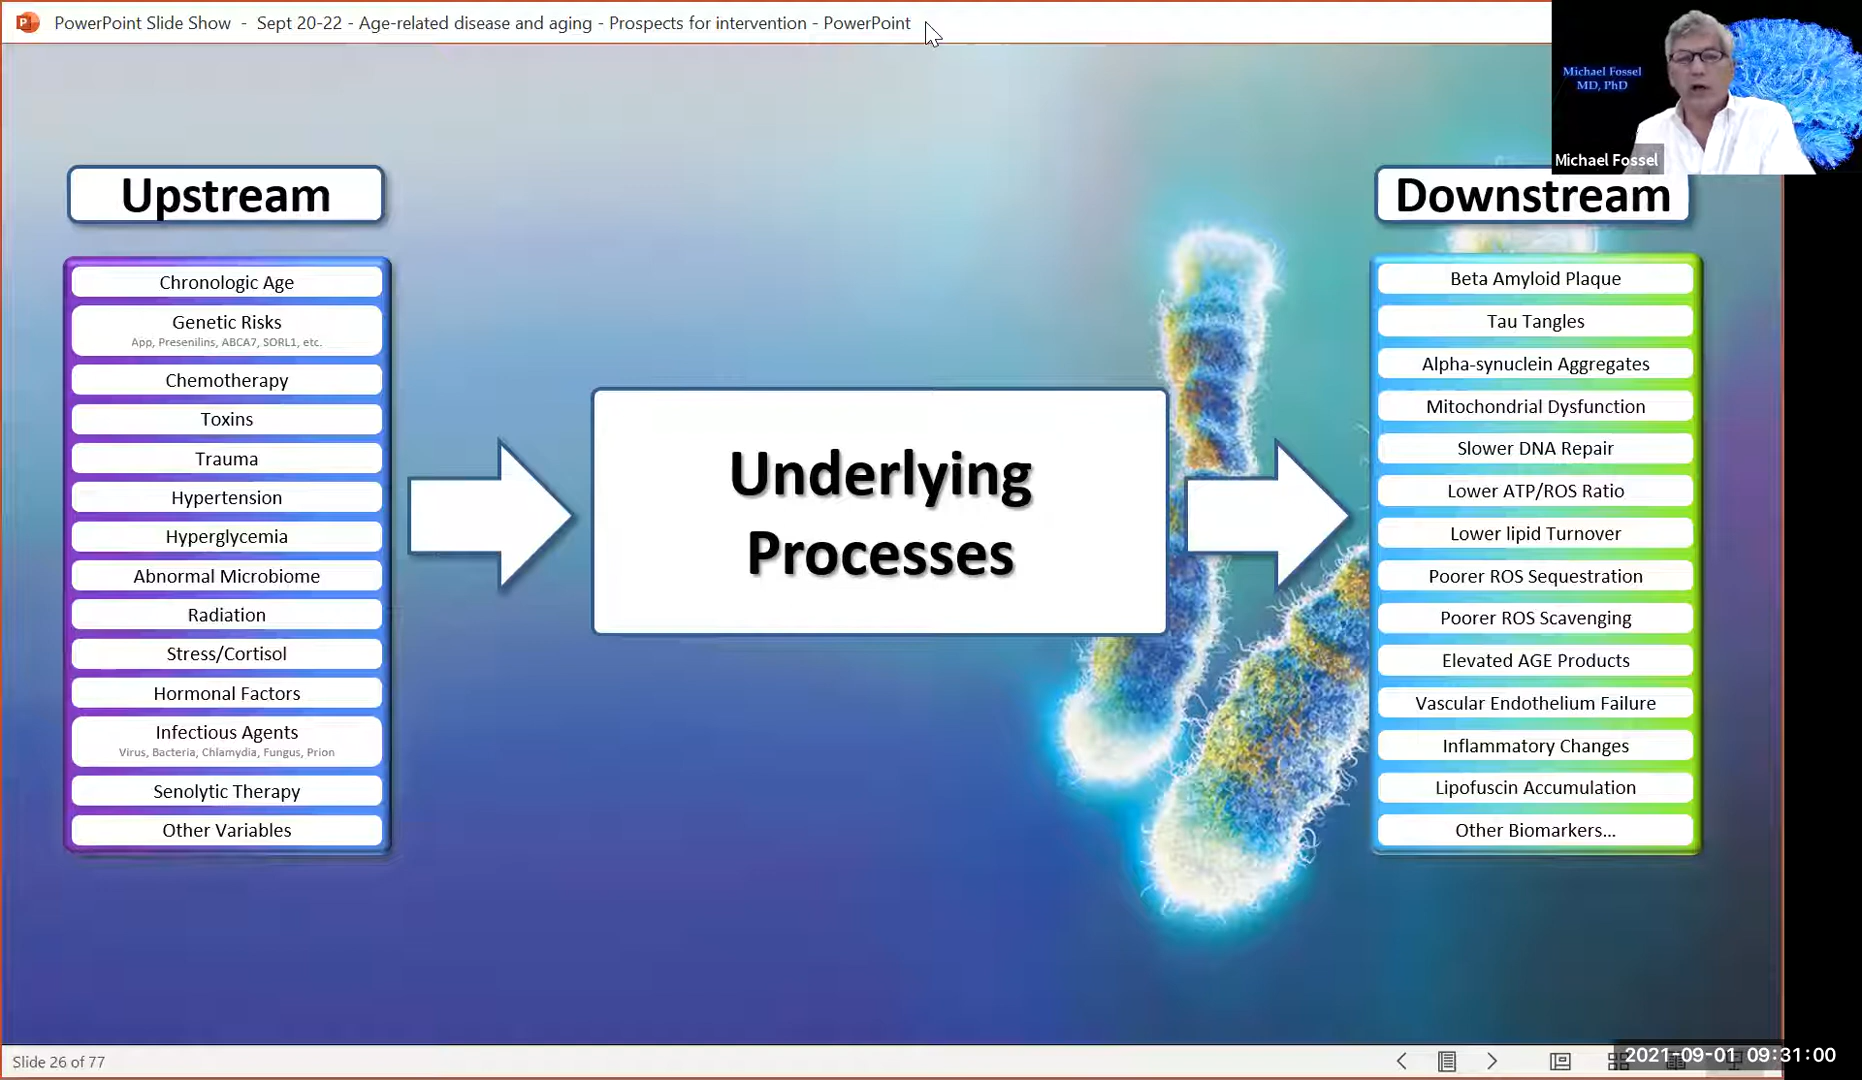 PowerPoint Slide Show - Sept 20-22 - Age-related disease and aging - Prospects for intervention - PowerPoint
Michael Fossel
MD, PhD
Michael Fossel
Upstream
Chronologic Age
Genetic Risks
App, Presenilins, ABCA7, SORL1, etc.
Chemotherapy
Toxins
Trauma
Hypertension
Hyperglycemia
Abnormal Microbiome
Radiation
Stress/Cortisol
Hormonal Factors
Infectious Agents
Virus, Bacteria, Chlamydia, Fungus, Prion
Senolytic Therapy
Other Variables
Underlying
Processes
Downstream
Beta Amyloid Plaque
Tau Tangles
Alpha-synuclein Aggregates
Mitochondrial Dysfunction
Slower DNA Repair
Lower ATP/ROS Ratio
Lower lipid Turnover
Poorer ROS Sequestration
Poorer ROS Scavenging
Elevated AGE Products
Vascular Endothelium Failure
Inflammatory Changes
Lipofuscin Accumulation
Other Biomarkers...
Slide 26 of 77
2021-09-01 09:31:00